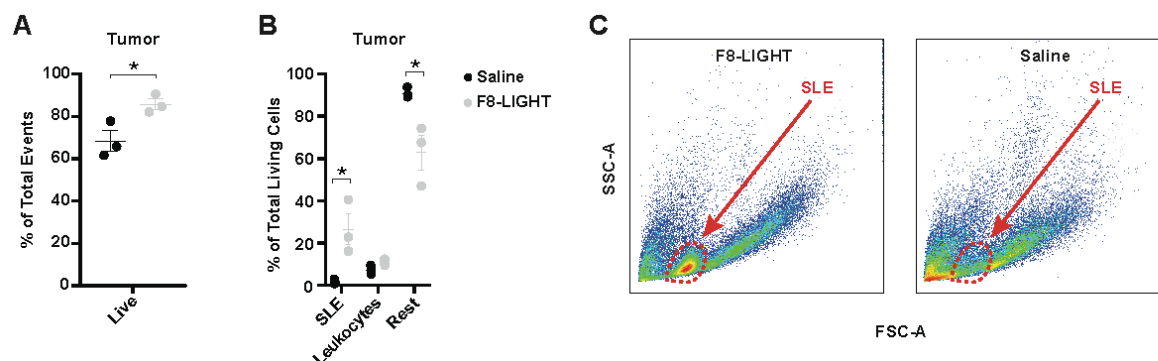 A
Tumor
*
100
80
60
40
20
0
% of Total Events
Live
B
Tumor
*
*
100
80
60
40
20
0
% of Total Living Cells
SLE
Leukocytes
Rest
Saline
F8-LIGHT
C
F8-LIGHT
SLE
Saline
SLE
SSC-A
FSC-A